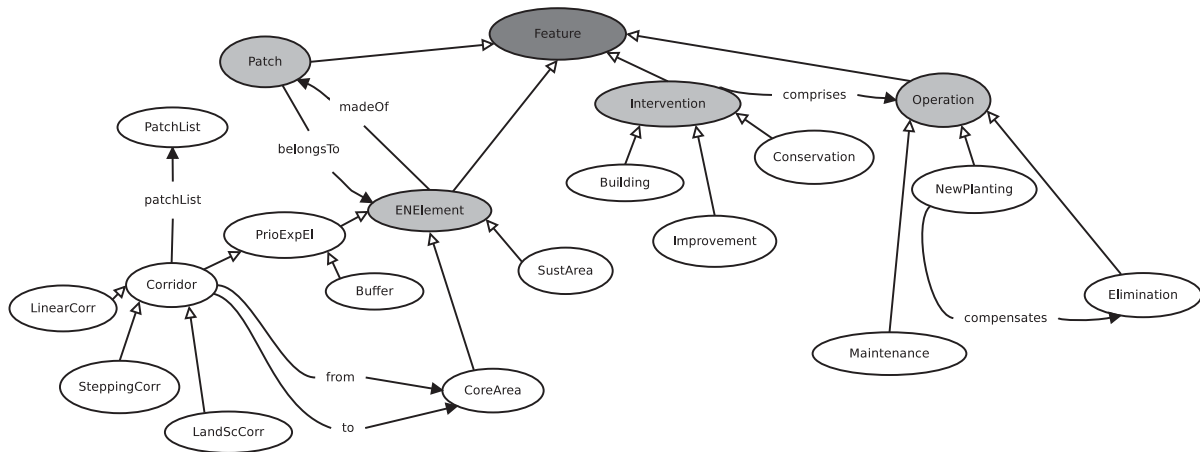 Feature
Patch
madeOf
comprises
Intervention
Operation
PatchList
belongsTo
Conservation
Building
NewPlanting
patchList
ENElement
PrioExpEl
Improvement
SustArea
Corridor
Buffer
LinearCorr
Elimination
compensates
Maintenance
SteppingCorr
from
CoreArea
LandScCorr
to